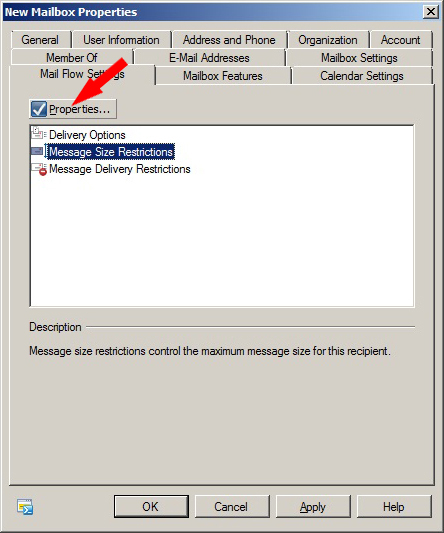 New Mailbox Properties
General User Information Address and Phone Organization Account
Member Of E-Mail Addresses Mailbox Settings
Mail Flow Settings Mailbox Features Calendar Settings
Properties...
Delivery Options
Message Size Restrictions
Message Delivery Restrictions
Description
Message size restrictions control the maximum message size for this recipient.
OK Cancel Apply Help